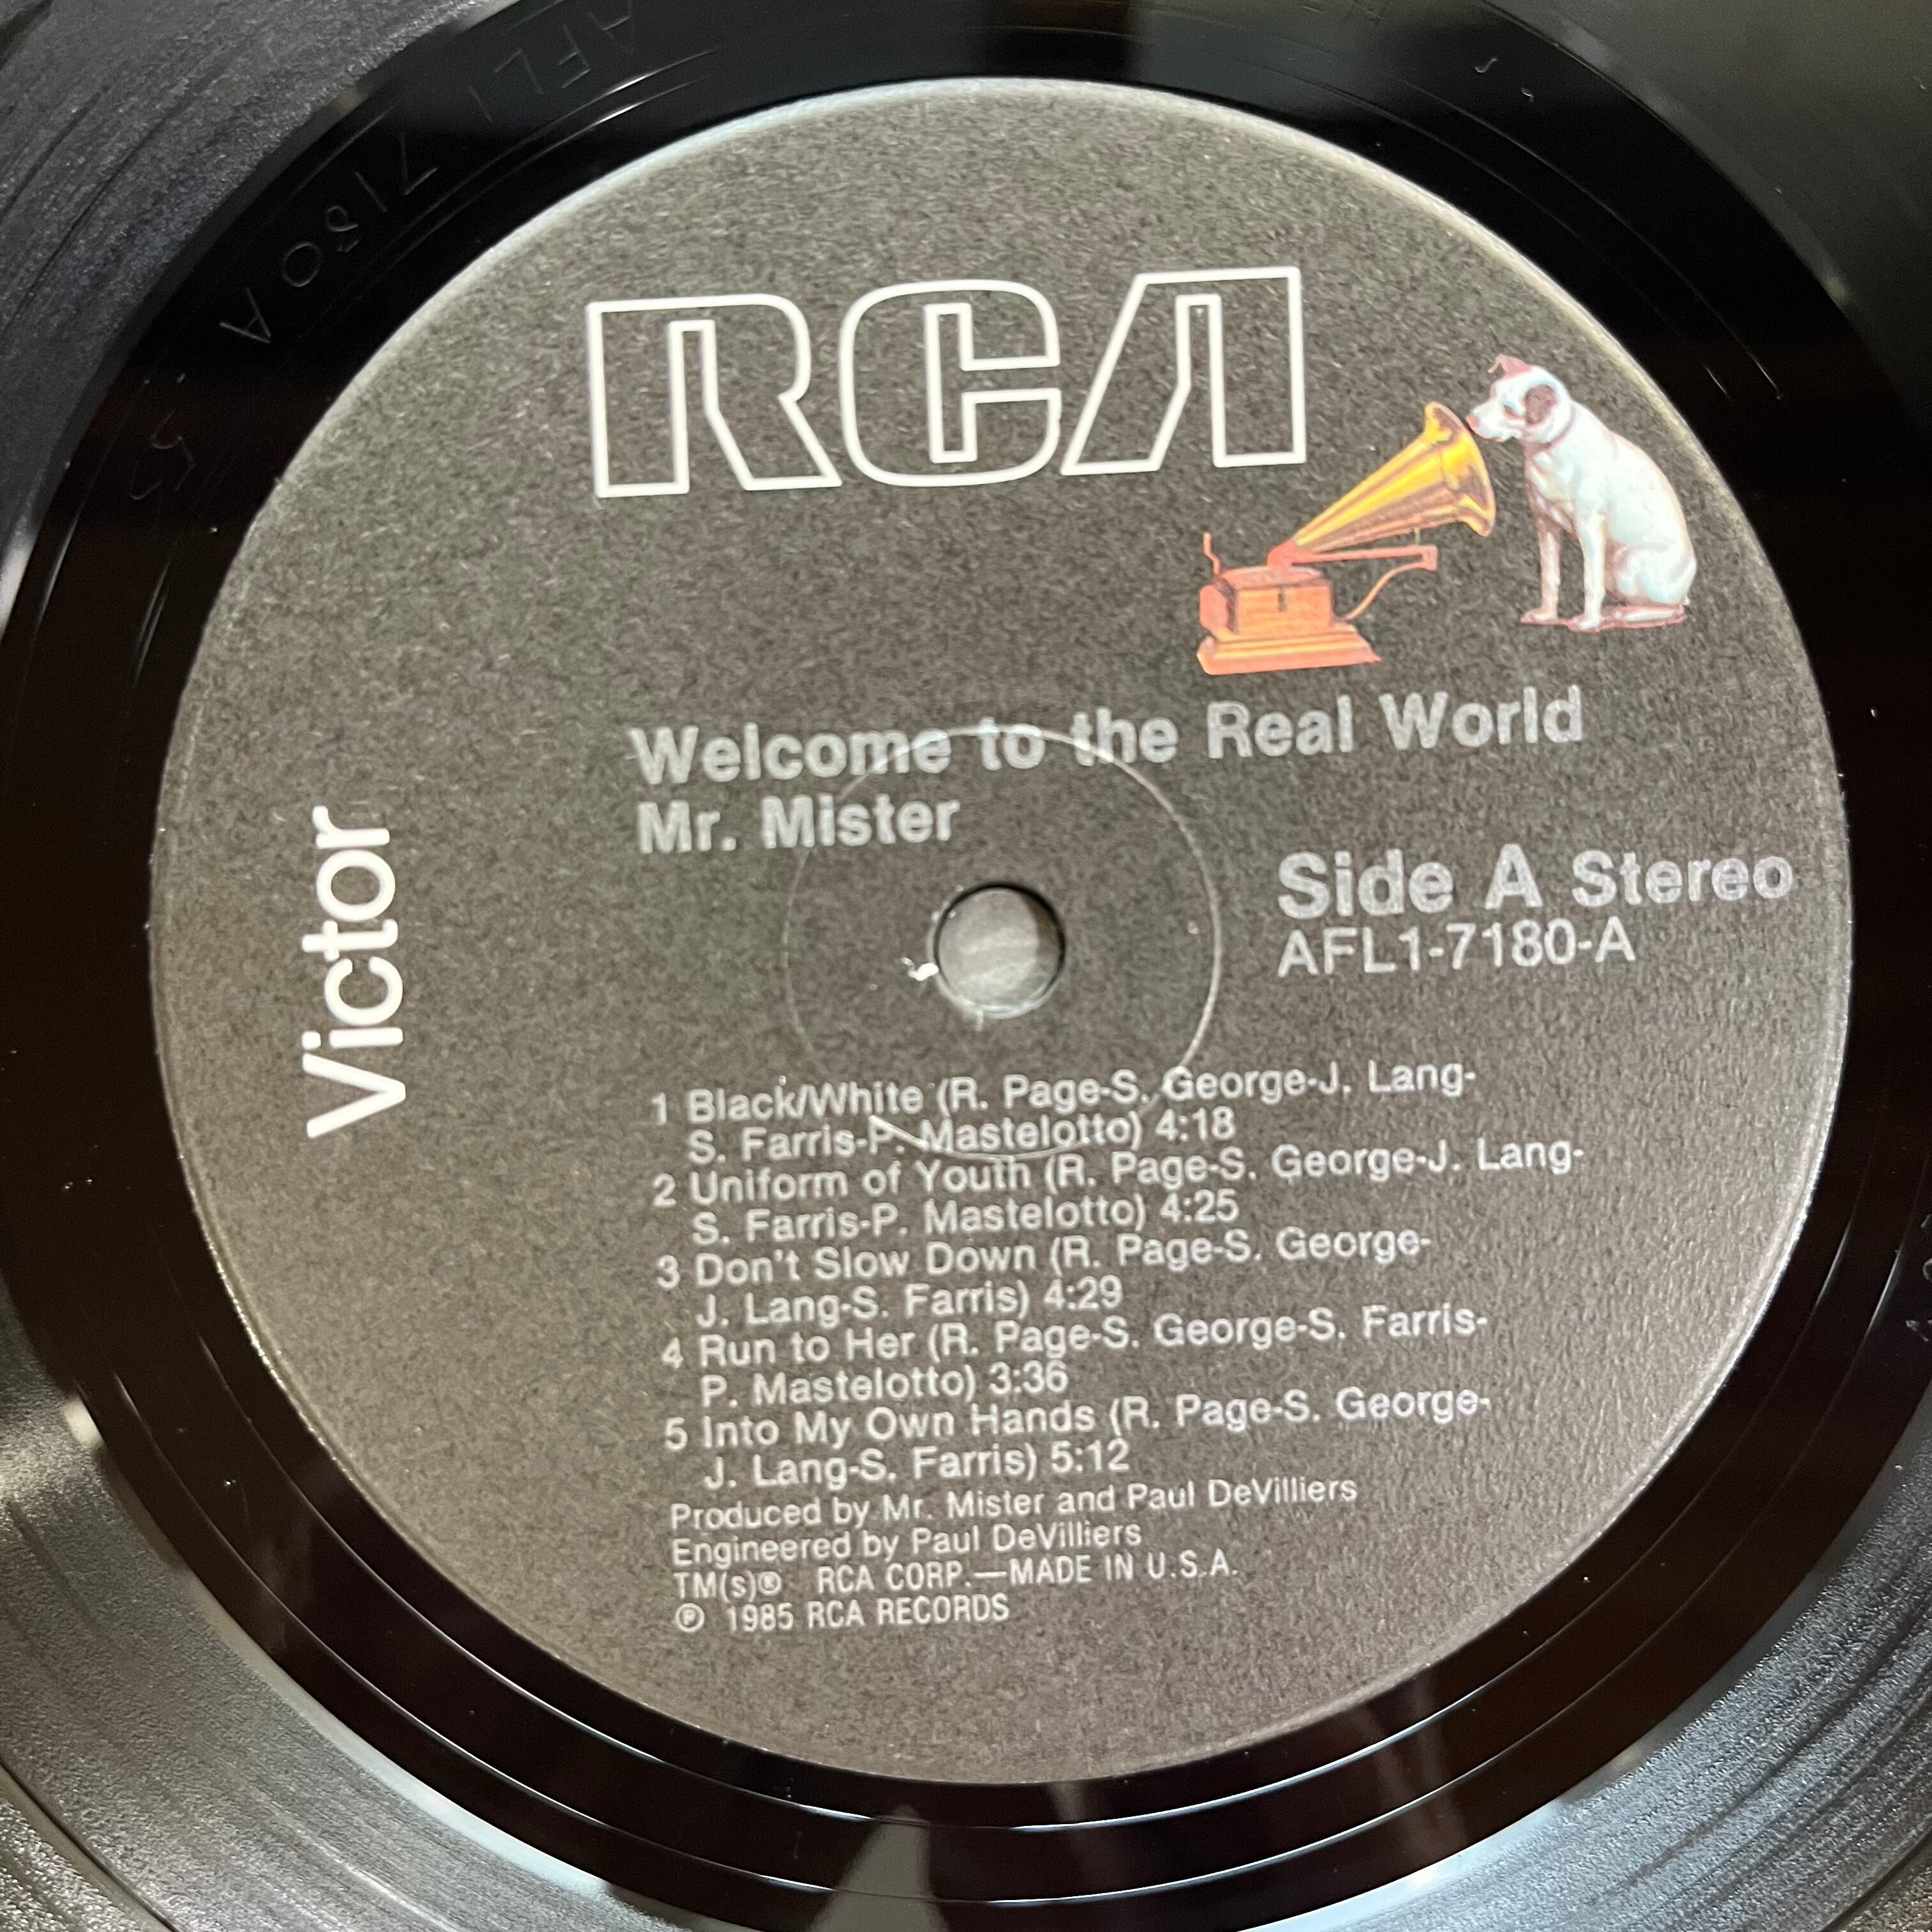 AFL1 7180A
RCA
Victor
Welcome to the Real World
Mr. Mister
Side A Stereo
AFL1-7180-A
1 Black/White (R. Page-S. George-J. Lang-
S. Farris-P. Mastelotto) 4:18
2 Uniform of Youth (R. Page-S. George-J. Lang-
S. Farris-P. Mastelotto) 4:25
3 Don't Slow Down (R. Page-S. George-
J. Lang-S. Farris) 4:29
4 Run to Her (R. Page-S. George-S. Farris-
P. Mastelotto) 3:36
5 Into My Own Hands (R. Page-S. George-
J. Lang-S. Farris) 5:12
Produced by Mr. Mister and Paul DeVilliers
Engineered by Paul DeVilliers
TM(s)® RCA CORP.—MADE IN U.S.A.
℗ 1985 RCA RECORDS